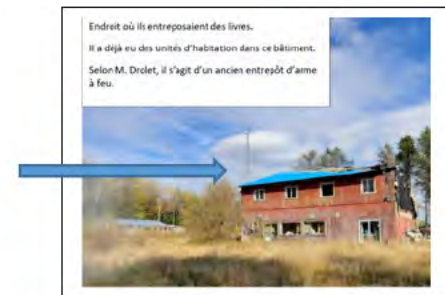 Endroit où ils entreposaient des livres.
Il a déjà eu des unités d'habitation dans ce bâtiment.
Selon M. Drolet, il s'agit d'un ancien entrepôt d'arme
à feu.